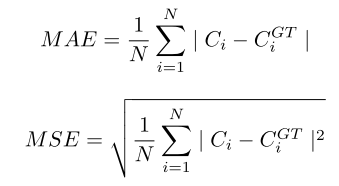 MAE = \frac{1}{N} \sum_{i=1}^{N} | C_i - C_i^{GT} |
MSE = \sqrt{\frac{1}{N} \sum_{i=1}^{N} | C_i - C_i^{GT} |^2}